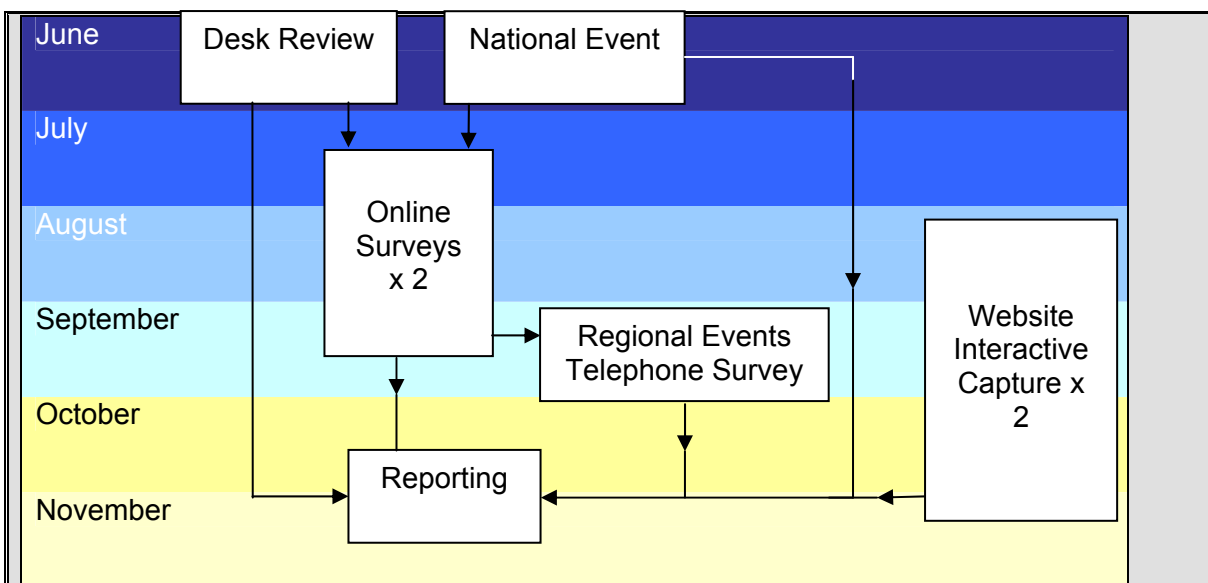 June
Desk Review
National Event
July
Online
Surveys
x 2
August
September
Regional Events
Telephone Survey
Website
Interactive
Capture x
2
October
Reporting
November